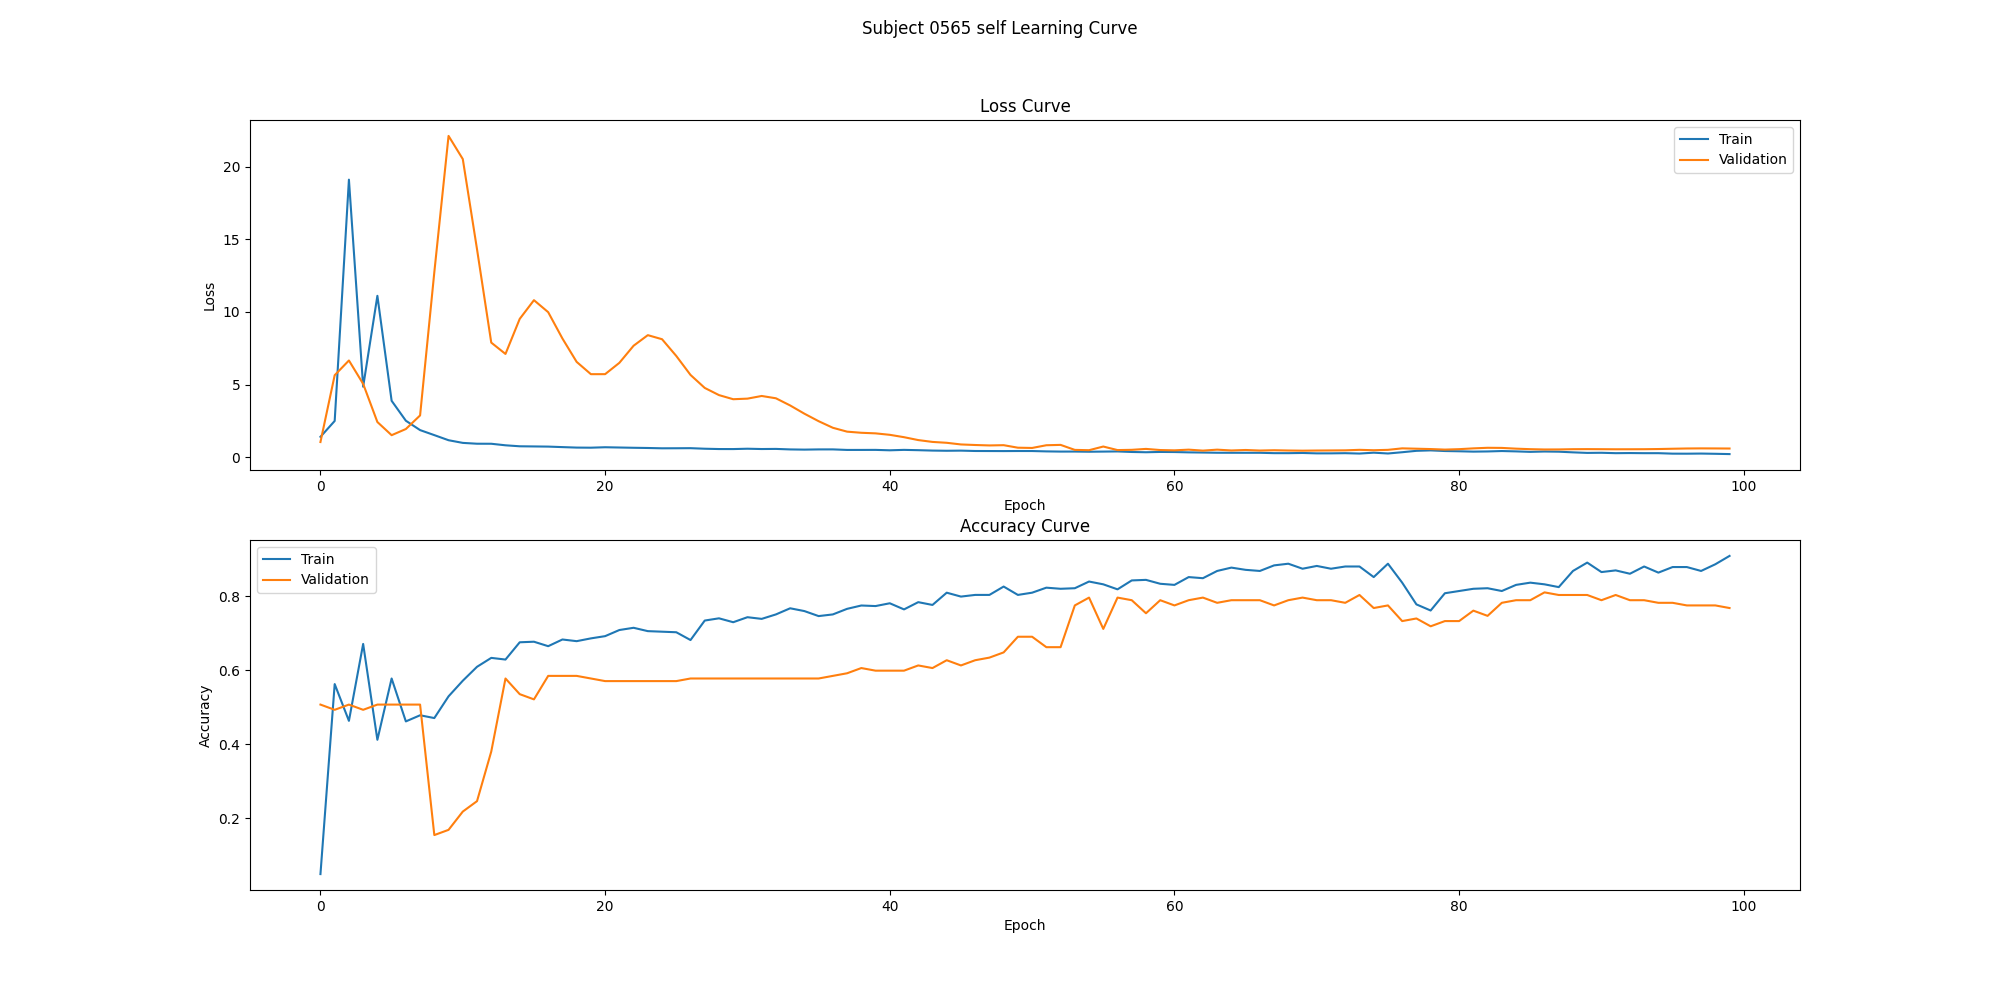 Subject 0565 self Learning Curve
Loss Curve
Train
Validation
20
15
10
5
0
Loss
0 20 40 60 80 100
Epoch
Accuracy Curve
Train
Validation
0.8
0.6
0.4
0.2
Accuracy
0 20 40 60 80 100
Epoch